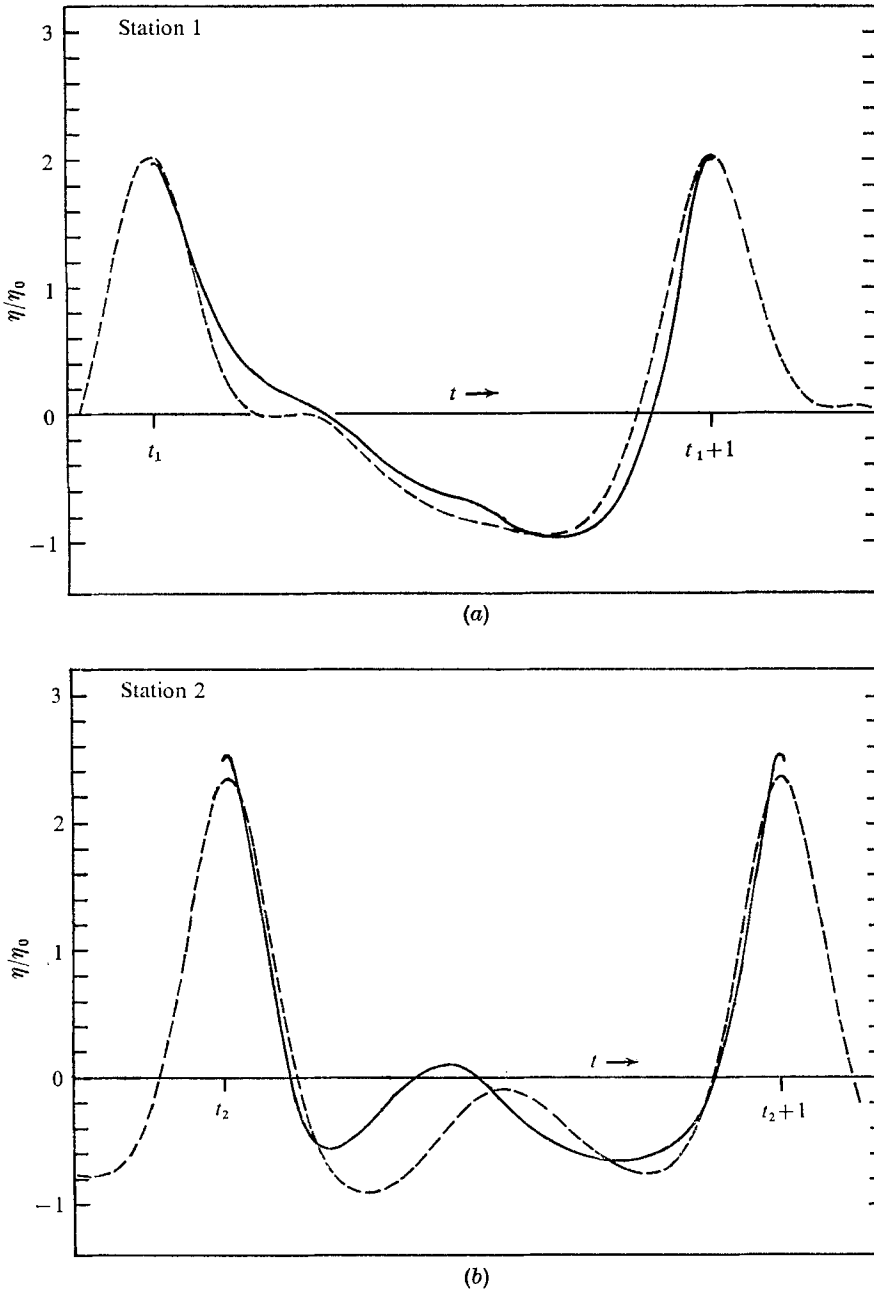 Station 1
3
2
η/η₀
1
t →
0
t₁
t₁+1
−1
(a)
Station 2
3
2
η/η₀
1
t →
0
t₂
t₂+1
−1
(b)